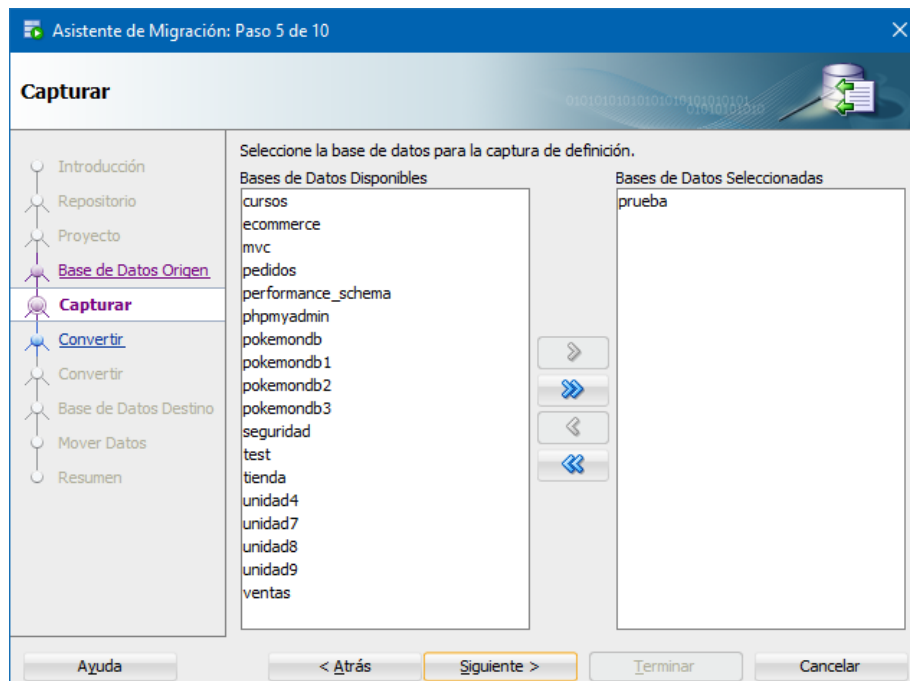 Asistente de Migración: Paso 5 de 10
Capturar
Introducción
Repositorio
Proyecto
Base de Datos Origen
Capturar
Convertir
Convertir
Base de Datos Destino
Mover Datos
Resumen
Seleccione la base de datos para la captura de definición.
Bases de Datos Disponibles
cursos
ecommerce
mvc
pedidos
performance_schema
phpmyadmin
pokemondb
pokemondb1
pokemondb2
pokemondb3
seguridad
test
tienda
unidad4
unidad7
unidad8
unidad9
ventas
Bases de Datos Seleccionadas
prueba
Ayuda
< Atrás
Siguiente >
Terminar
Cancelar